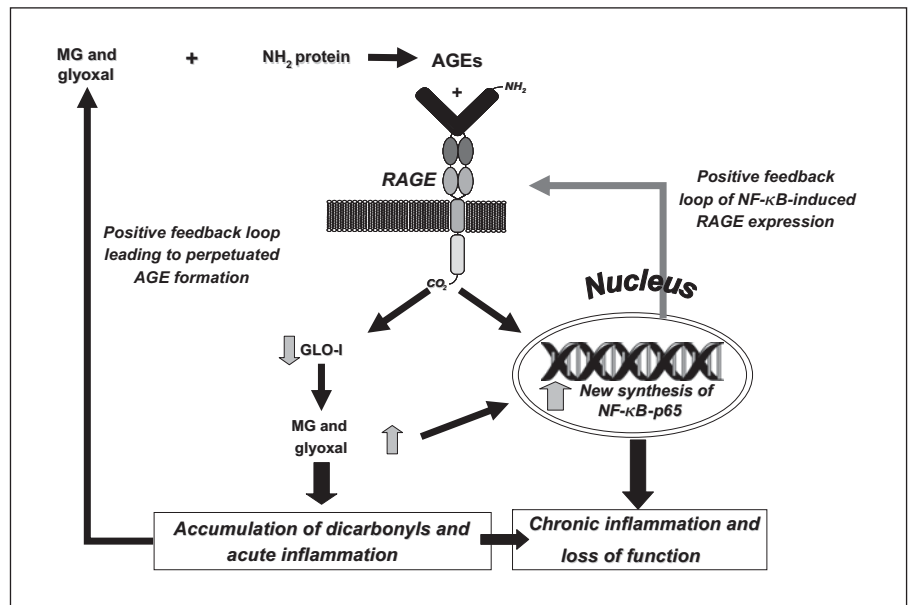 MG and
glyoxal
+
NH₂ protein
AGEs
+
NH₂
RAGE
Positive feedback
loop of NF-κB-induced
RAGE expression
Positive feedback loop
leading to perpetuated
AGE formation
CO₂
Nucleus
GLO-I
New synthesis of
NF-κB-p65
MG and
glyoxal
Accumulation of dicarbonyls and
acute inflammation
Chronic inflammation and
loss of function